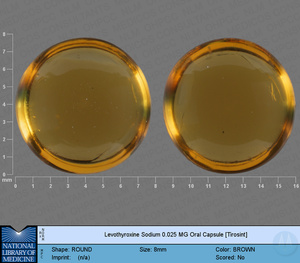 8
7
6
5
4
3
2
1
0
mm
0 1 2 3 4 5 6 7 8 9 10 11 12 13 14 15 16
Levothyroxine Sodium 0.025 MG Oral Capsule [Tirosint]
NATIONAL
LIBRARY OF
MEDICINE
Shape: ROUND Size: 8mm Color: BROWN
Imprint: (n/a) Scored: No